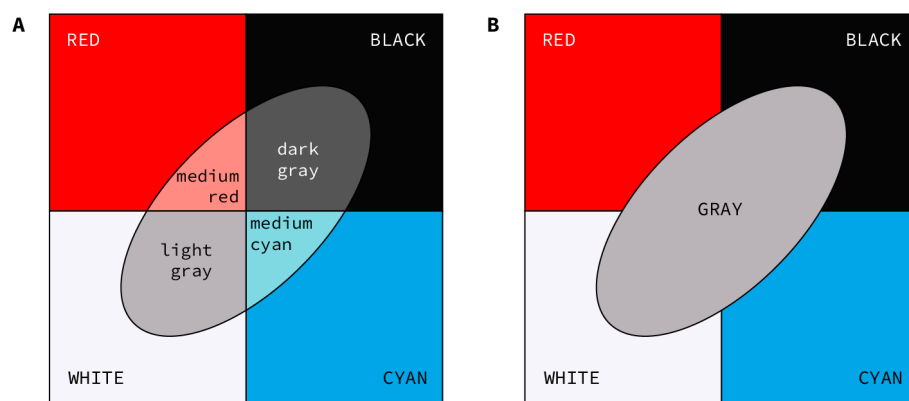 A
RED
BLACK
dark
gray
medium
red
medium
cyan
light
gray
WHITE
CYAN
B
RED
BLACK
GRAY
WHITE
CYAN